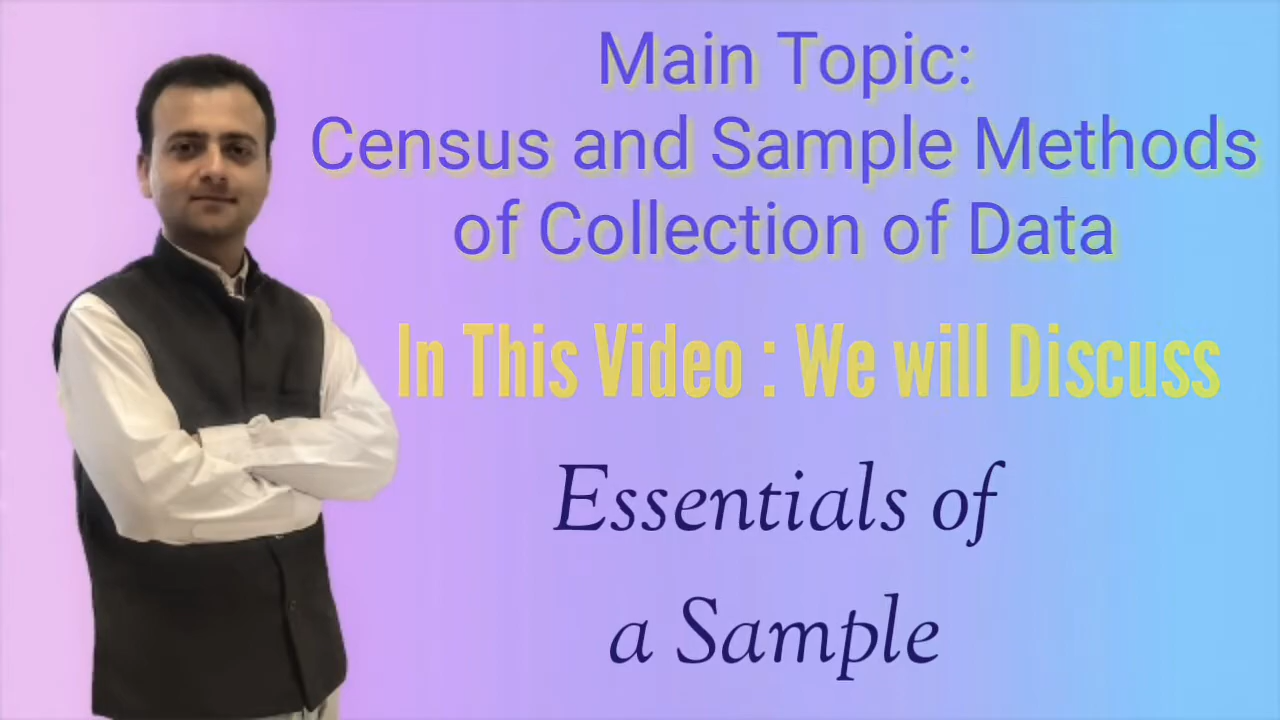 Main Topic:
Census and Sample Methods
of Collection of Data
In This Video : We will Discuss
Essentials of
a Sample